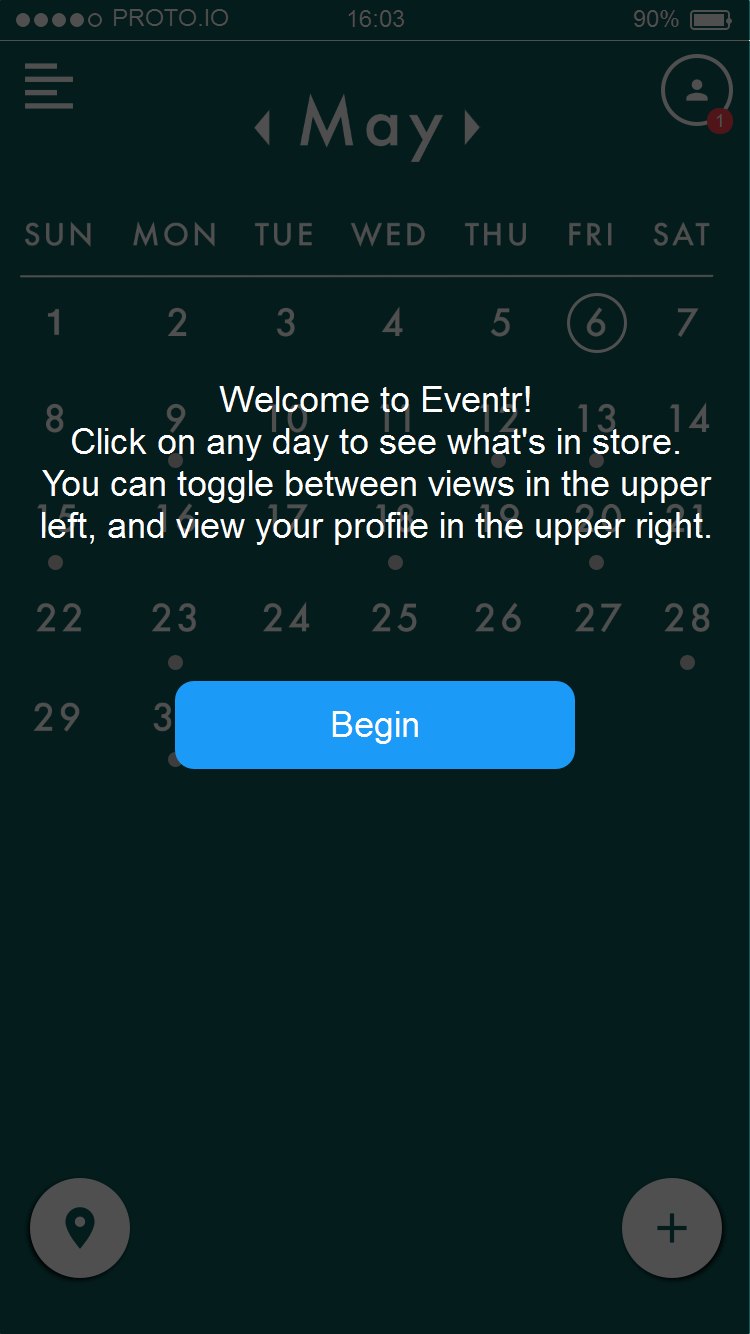 PROTO.IO 16:03 90%
May
1
SUN MON TUE WED THU FRI SAT
1 2 3 4 5 6 7
Welcome to Eventr!
8 9 10 11 12 13 14
Click on any day to see what's in store.
You can toggle between views in the upper
15 16 17 18 19 20 21
left, and view your profile in the upper right.
22 23 24 25 26 27 28
29 3
Begin